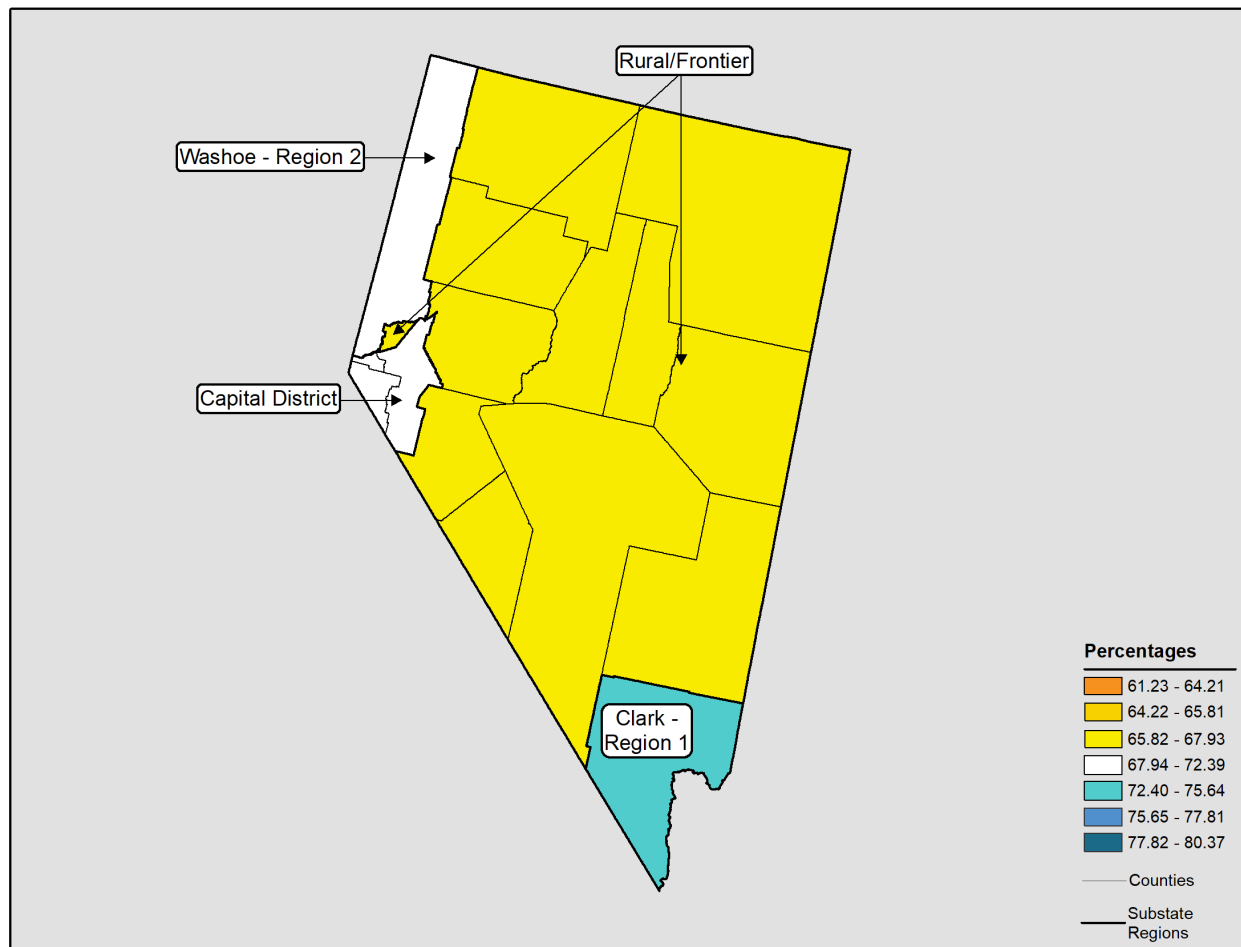 Rural/Frontier
Washoe - Region 2
Capital District
Clark -
Region 1
Percentages
61.23 - 64.21
64.22 - 65.81
65.82 - 67.93
67.94 - 72.39
72.40 - 75.64
75.65 - 77.81
77.82 - 80.37
Counties
Substate
Regions